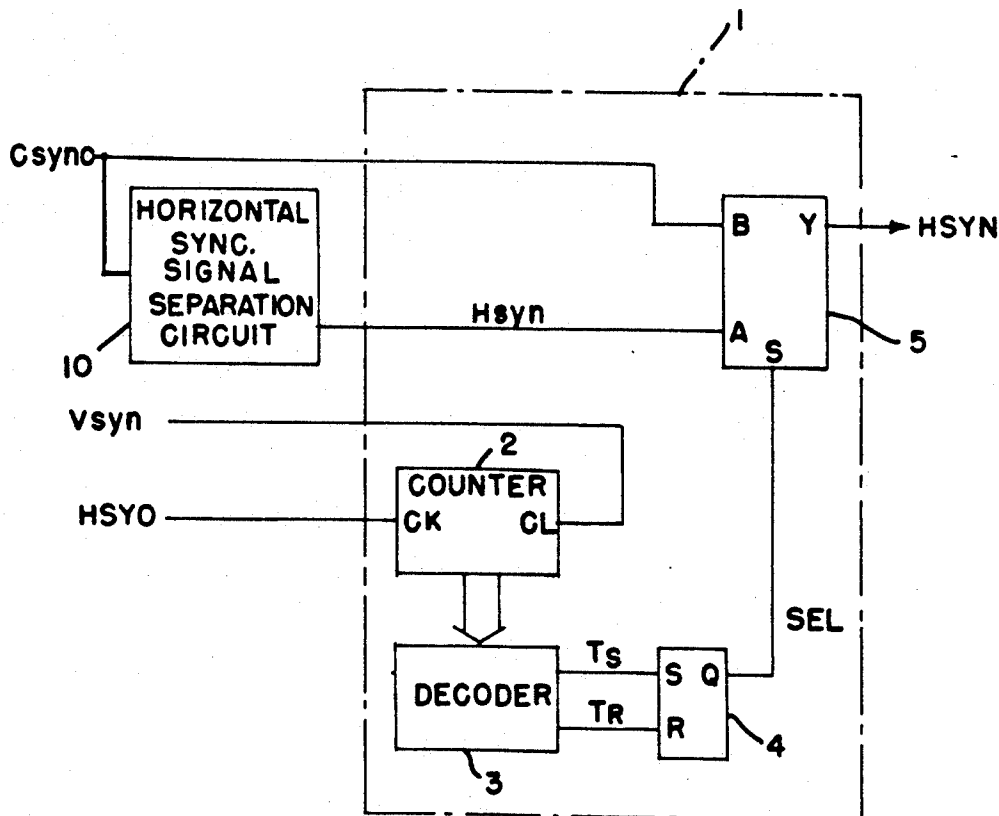 1
Csync
HORIZONTAL
SYNC.
SIGNAL
SEPARATION
CIRCUIT
10
B Y
HSYN
Hsyn
A
S
5
Vsyn
2
COUNTER
HSYO
CK CL
SEL
DECODER
TS
TR
S Q
R
3
4